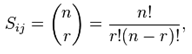 S_{ij} = \binom{n}{r} = \frac{n!}{r!(n-r)!},